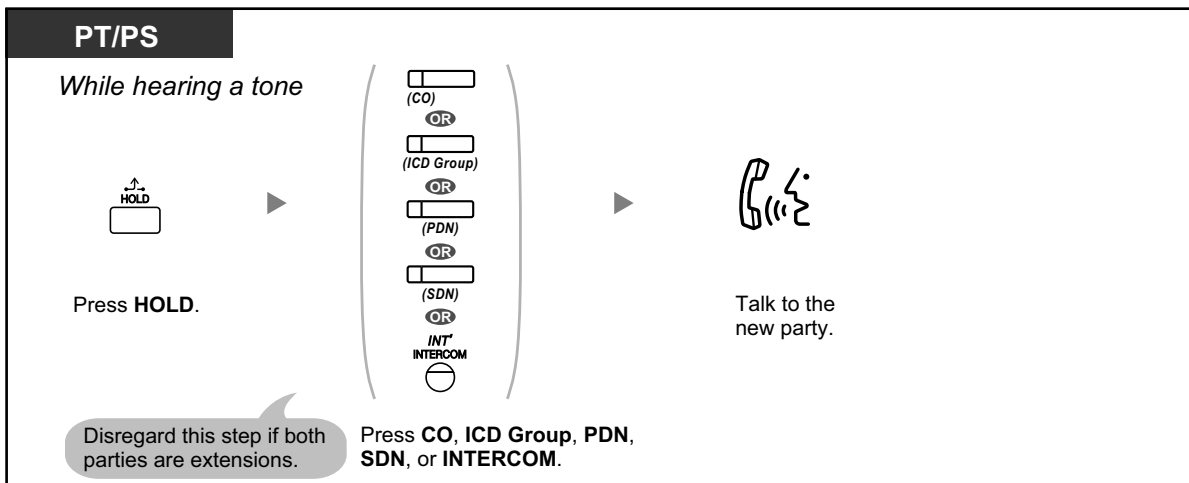 PT/PS
While hearing a tone
HOLD
Press HOLD.
(CO)
OR
(ICD Group)
OR
(PDN)
OR
(SDN)
OR
INT'
INTERCOM
Disregard this step if both
parties are extensions.
Press CO, ICD Group, PDN,
SDN, or INTERCOM.
Talk to the
new party.